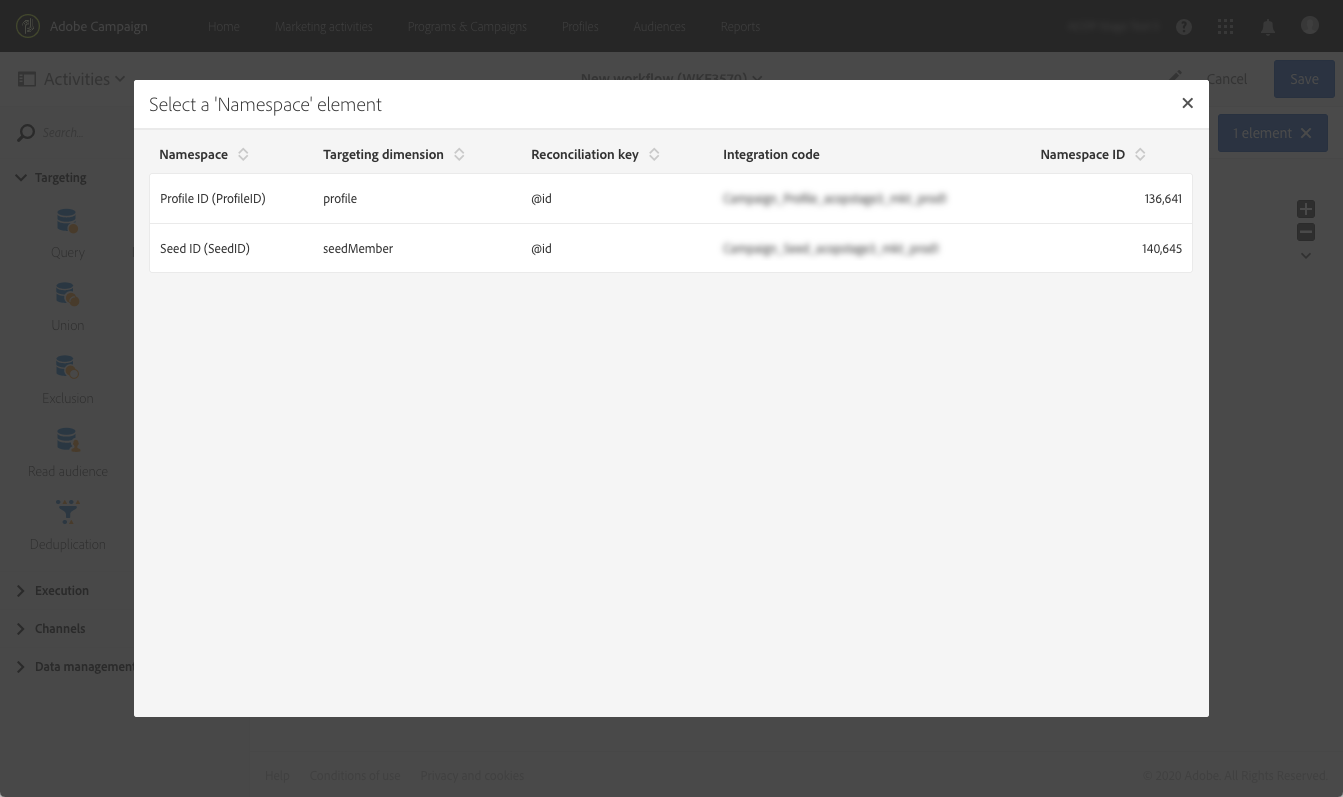 Adobe Campaign Home Marketing activities Programs & Campaigns Profiles Audiences Reports
Activities New workflow (WKF3570) Cancel Save
Select a 'Namespace' element
Search...
1 element
Namespace Targeting dimension Reconciliation key Integration code Namespace ID
Targeting
Profile ID (ProfileID) profile @id 136,641
Seed ID (SeedID) seedMember @id 140,645
Query
Union
Exclusion
Read audience
Deduplication
Execution
Channels
Data management
Help Conditions of use Privacy and cookies © 2020 Adobe. All Rights Reserved.